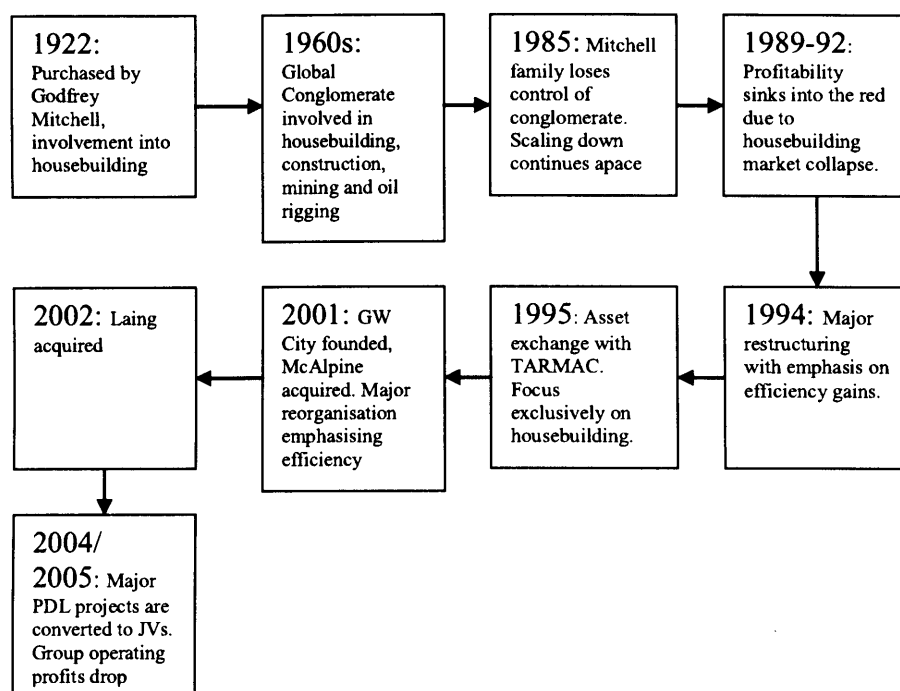 1922:
Purchased by
Godfrey
Mitchell,
involvement into
housebuilding
1960s:
Global
Conglomerate
involved in
housebuilding,
construction,
mining and oil
rigging
1985: Mitchell
family loses
control of
conglomerate.
Scaling down
continues apace
1989-92:
Profitability
sinks into the red
due to
housebuilding
market collapse.
1994: Major
restructuring
with emphasis on
efficiency gains.
1995: Asset
exchange with
TARMAC.
Focus
exclusively on
housebuilding.
2001: GW
City founded,
McAlpine
acquired. Major
reorganisation
emphasising
efficiency
2002: Laing
acquired
2004/
2005: Major
PDL projects are
converted to JVs.
Group operating
profits drop